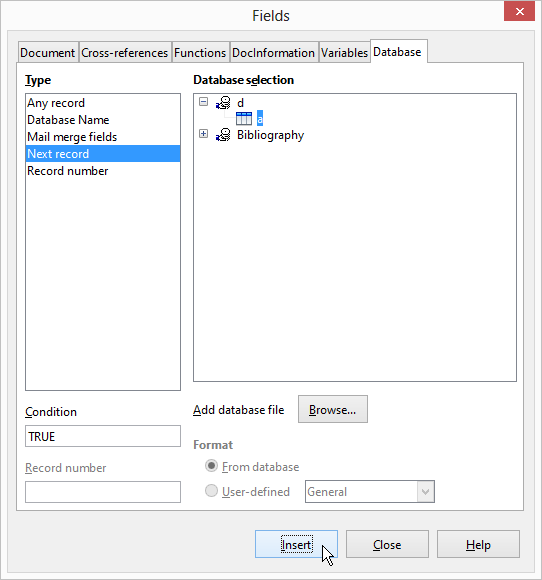 Fields
Document Cross-references Functions DocInformation Variables Database
Type
Any record
Database Name
Mail merge fields
Next record
Record number
Database selection
d
a
Bibliography
Condition
TRUE
Record number
Add database file Browse...
Format
From database
User-defined General
Insert Close Help